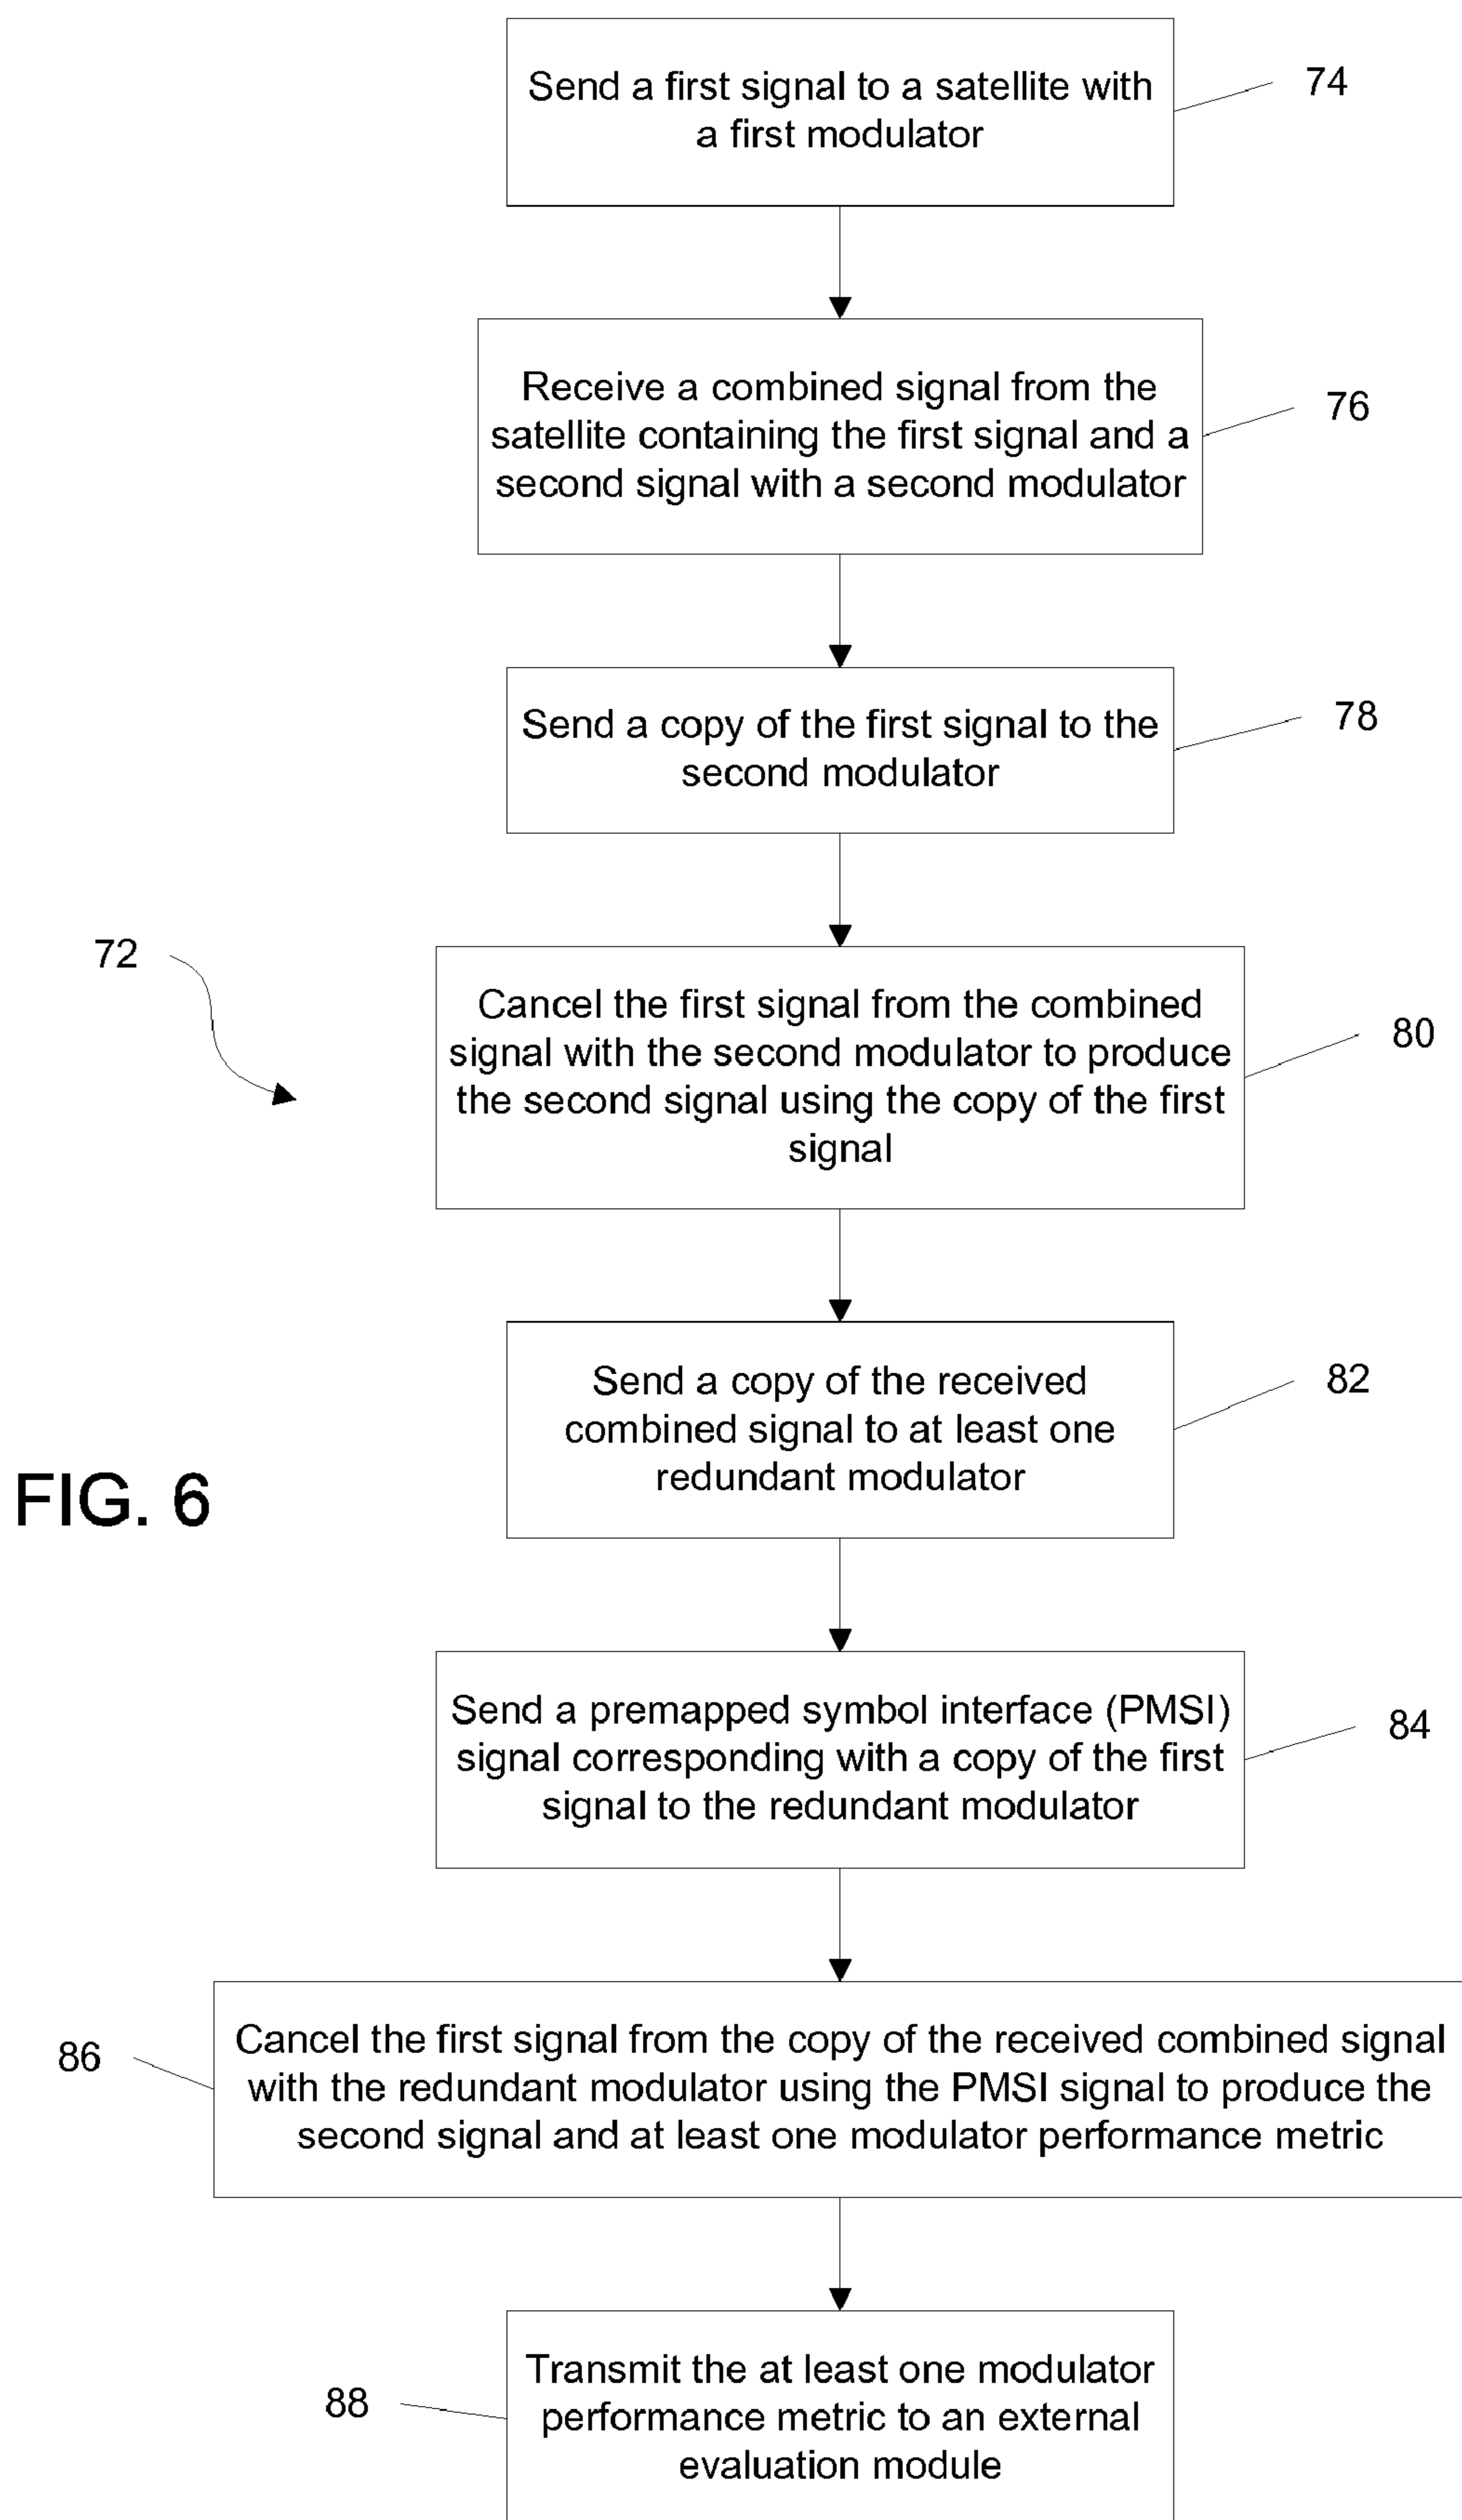 Send a first signal to a satellite with
a first modulator
74
Receive a combined signal from the
satellite containing the first signal and a
second signal with a second modulator
76
Send a copy of the first signal to the
second modulator
78
72
Cancel the first signal from the combined
signal with the second modulator to produce
the second signal using the copy of the first
signal
80
Send a copy of the received
combined signal to at least one
redundant modulator
82
FIG. 6
Send a premapped symbol interface (PMSI)
signal corresponding with a copy of the first
signal to the redundant modulator
84
86
Cancel the first signal from the copy of the received combined signal
with the redundant modulator using the PMSI signal to produce the
second signal and at least one modulator performance metric
88
Transmit the at least one modulator
performance metric to an external
evaluation module